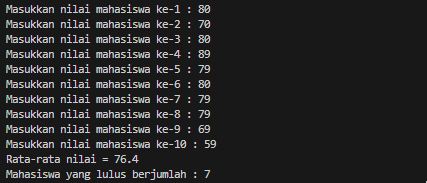 Masukkan nilai mahasiswa ke-1 : 80
Masukkan nilai mahasiswa ke-2 : 70
Masukkan nilai mahasiswa ke-3 : 80
Masukkan nilai mahasiswa ke-4 : 89
Masukkan nilai mahasiswa ke-5 : 79
Masukkan nilai mahasiswa ke-6 : 80
Masukkan nilai mahasiswa ke-7 : 79
Masukkan nilai mahasiswa ke-8 : 79
Masukkan nilai mahasiswa ke-9 : 69
Masukkan nilai mahasiswa ke-10 : 59
Rata-rata nilai = 76.4
Mahasiswa yang lulus berjumlah : 7